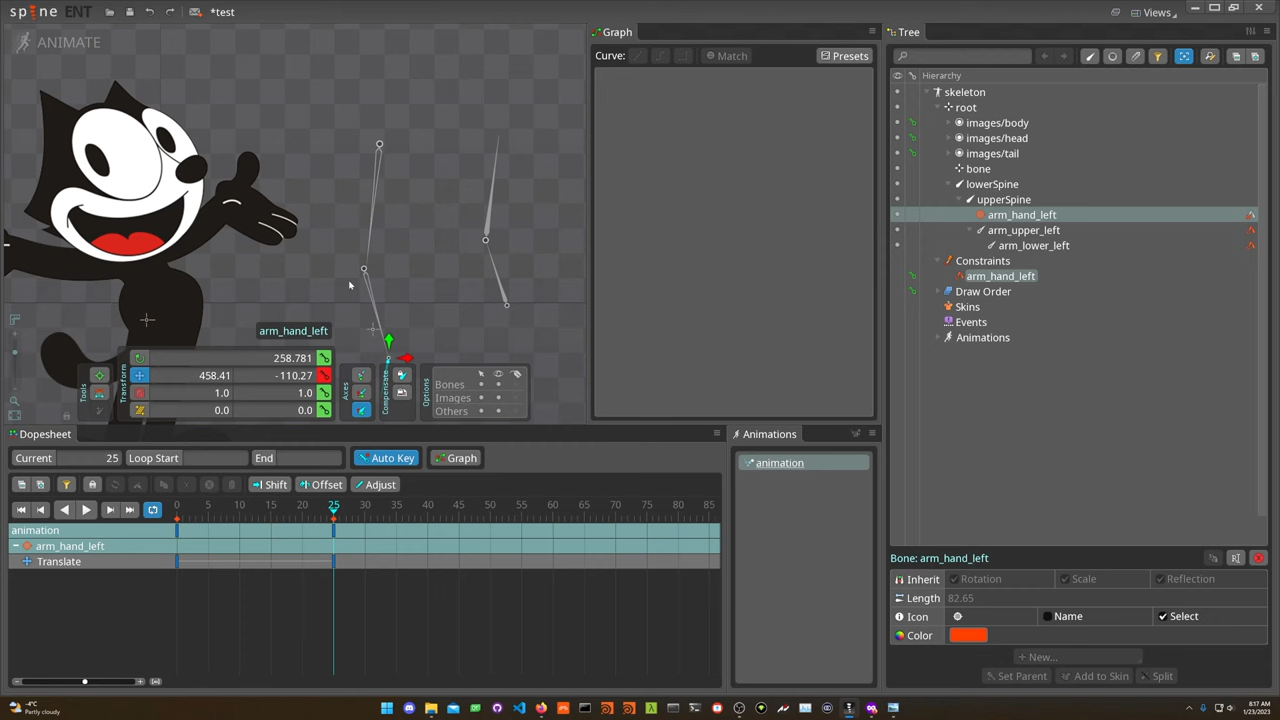 spine ENT
*test
Views
ANIMATE
Graph
Curve:
Match
Presets
Tree
Hierarchy
skeleton
root
images/body
images/head
images/tail
bone
lowerSpine
upperSpine
arm_hand_left
arm_upper_left
arm_lower_left
Constraints
arm_hand_left
Draw Order
Skins
Events
Animations
arm_hand_left
Tools
Transform
258.781
458.41 -110.27
1.0 1.0
0.0 0.0
Axes
Compensate
Options
Bones
Images
Others
Dopesheet
Current 25 Loop Start End Auto Key Graph
Shift Offset Adjust
0 5 10 15 20 25 30 35 40 45 50 55 60 65 70 75 80 85
animation
arm_hand_left
Translate
Animations
animation
Bone: arm_hand_left
Inherit Rotation Scale Reflection
Length 82.65
Icon Name Select
Color
+ New...
Set Parent Add to Skin Split
-4°C
Partly cloudy
8:17 AM
1/23/2023